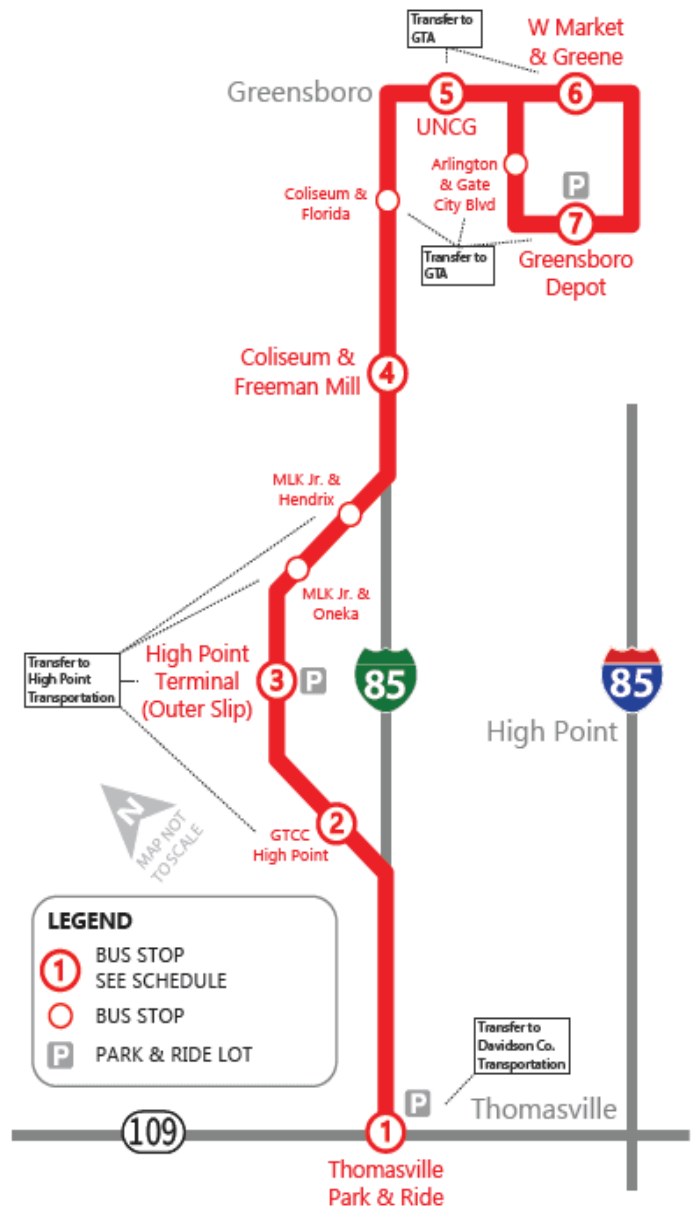 Transfer to
GTA
W Market
& Greene
Greensboro
5
6
UNCG
Arlington
& Gate
City Blvd
P
Coliseum &
Florida
7
Transfer to
GTA
Greensboro
Depot
Coliseum &
Freeman Mill
4
MLK Jr. &
Hendrix
MLK Jr. &
Oneka
Transfer to
High Point
Transportation
High Point
Terminal
(Outer Slip)
3
P
85
85
High Point
N
MAP NOT
TO SCALE
2
GTCC
High Point
LEGEND
1
BUS STOP
SEE SCHEDULE
BUS STOP
P
PARK & RIDE LOT
Transfer to
Davidson Co.
Transportation
P
Thomasville
109
1
Thomasville
Park & Ride